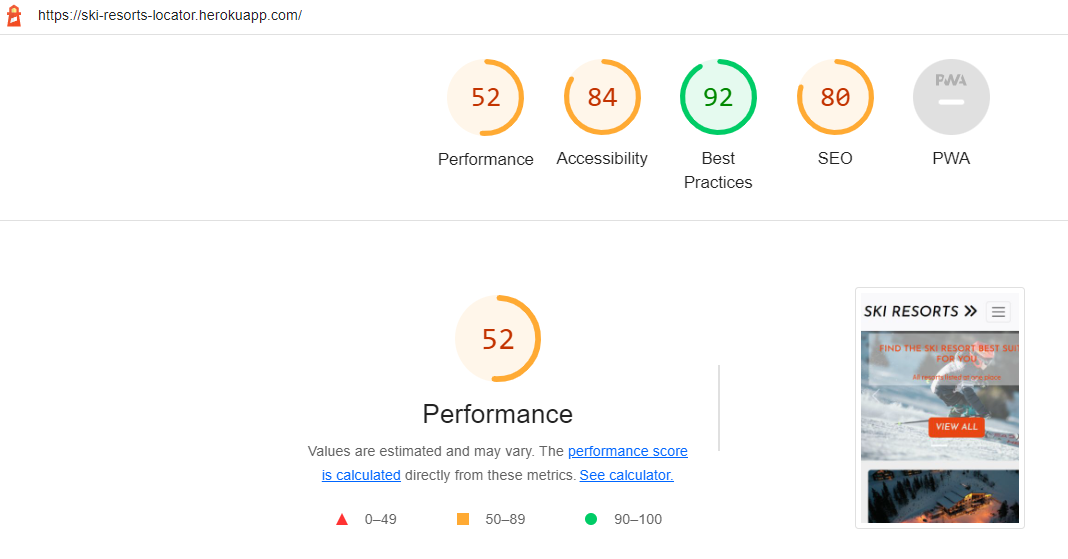 https://ski-resorts-locator.herokuapp.com/
52
84
92
80
PWA
Performance
Accessibility
Best
Practices
SEO
PWA
52
Performance
Values are estimated and may vary. The performance score
is calculated directly from these metrics. See calculator.
0–49
50–89
90–100
SKI RESORTS
FIND THE SKI RESORT BEST SUI
FOR YOU
All resorts listed at one place
VIEW ALL